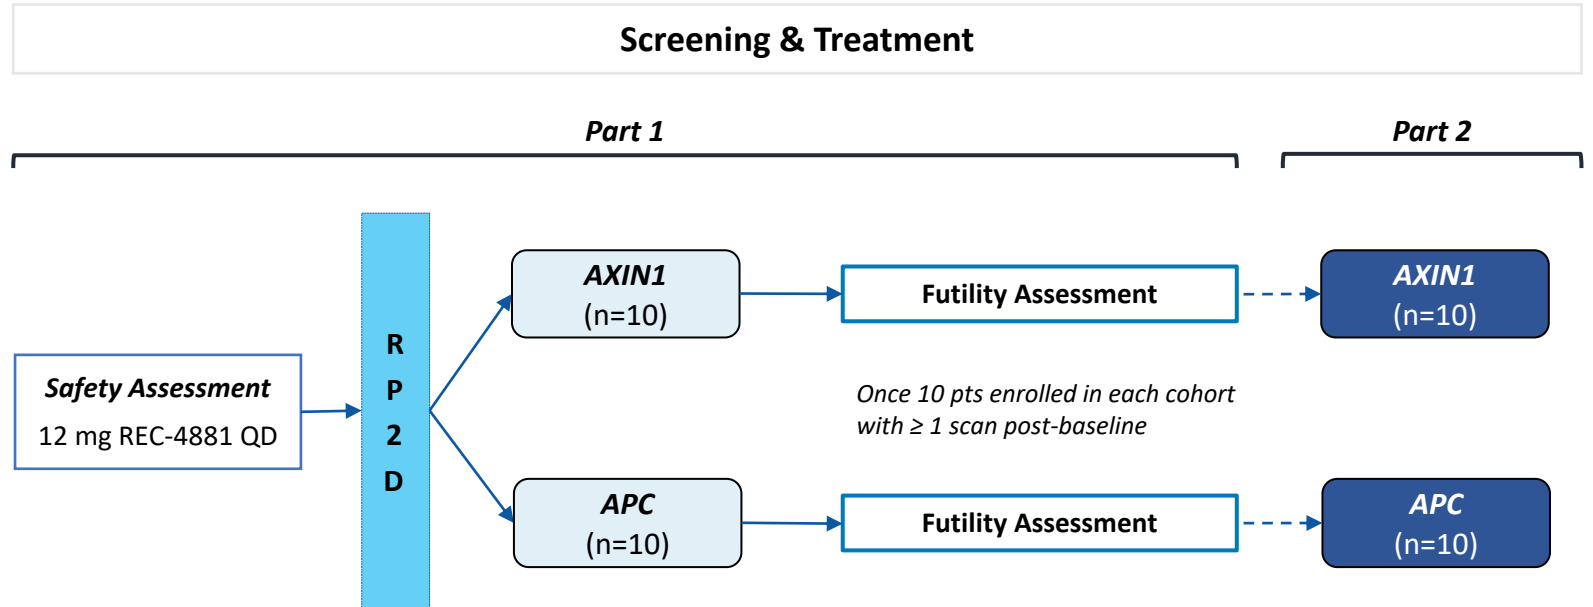 Screening & Treatment
Part 1
Part 2
Safety Assessment
12 mg REC-4881 QD
R
P
2
D
AXIN1
(n=10)
Futility Assessment
AXIN1
(n=10)
Once 10 pts enrolled in each cohort
with ≥ 1 scan post-baseline
APC
(n=10)
Futility Assessment
APC
(n=10)